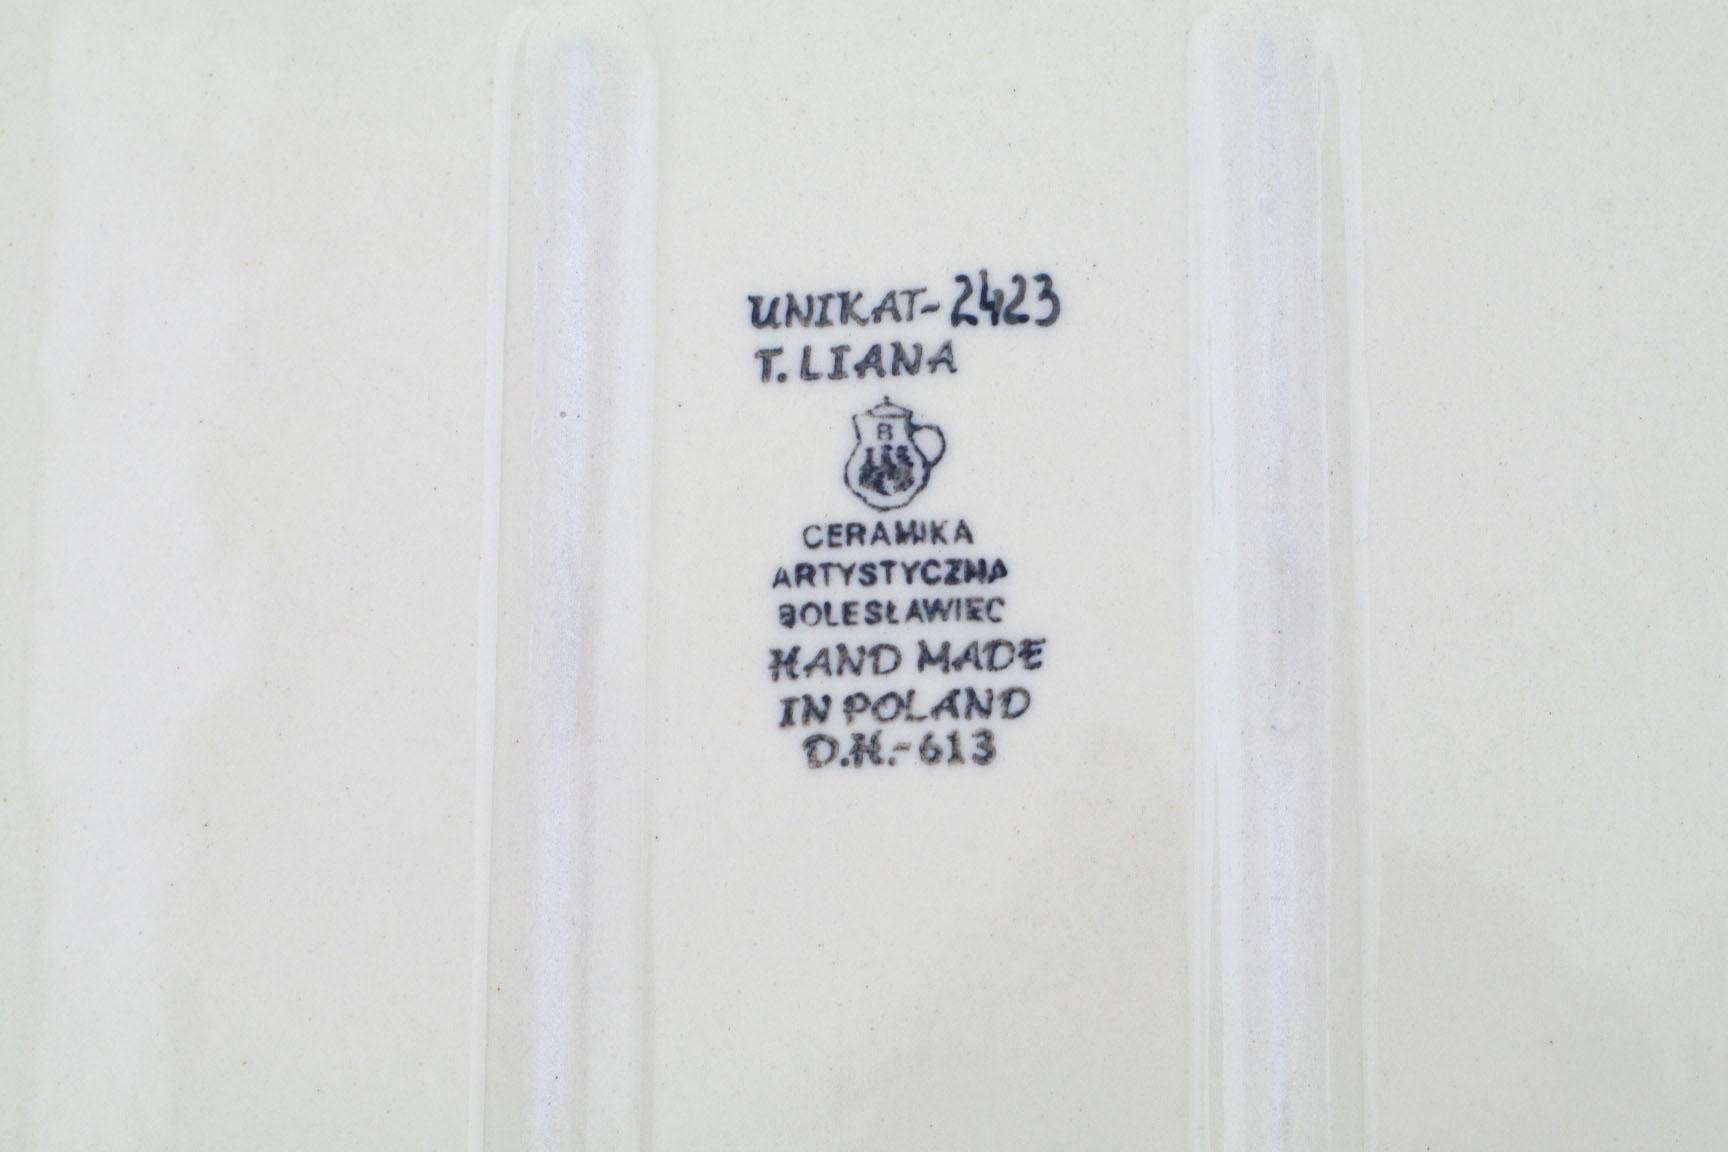 UNIKAT-2423
T. LIANA
B
CERAMIKA
ARTYSTYCZNA
BOLESŁAWIEC
HAND MADE
IN POLAND
D.H.-613